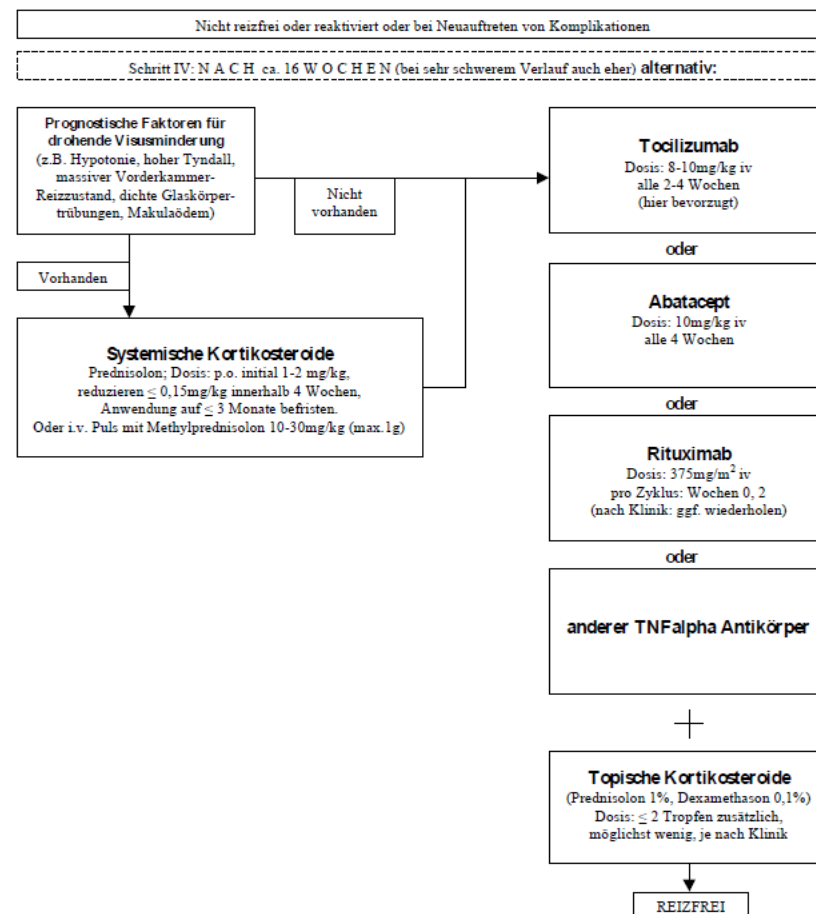 Nicht reizfrei oder reaktiviert oder bei Neuauftreten von Komplikationen
Schritt IV: N A C H ca. 16 W O C H E N (bei sehr schwerem Verlauf auch eher) alternativ:
Prognostische Faktoren für
drohende Visusminderung
(z.B. Hypotonie, hoher Tyndall,
massiver Vorderkammer-
Reizzustand, dichte Glaskörper-
trübungen, Makulaödem)
Nicht
vorhanden
Vorhanden
Systemische Kortikosteroide
Prednisolon; Dosis: p.o. initial 1-2 mg/kg,
reduzieren ≤ 0,15mg/kg innerhalb 4 Wochen,
Anwendung auf ≤ 3 Monate befristen.
Oder i.v. Puls mit Methylprednisolon 10-30mg/kg (max.1g)
Tocilizumab
Dosis: 8-10mg/kg iv
alle 2-4 Wochen
(hier bevorzugt)
oder
Abatacept
Dosis: 10mg/kg iv
alle 4 Wochen
oder
Rituximab
Dosis: 375mg/m² iv
pro Zyklus: Wochen 0, 2
(nach Klinik: ggf. wiederholen)
oder
anderer TNFalpha Antikörper
+
Topische Kortikosteroide
(Prednisolon 1%, Dexamethason 0,1%)
Dosis: ≤ 2 Tropfen zusätzlich,
möglichst wenig, je nach Klinik
REIZFREI